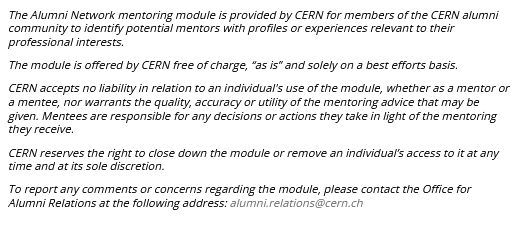 The Alumni Network mentoring module is provided by CERN for members of the CERN alumni
community to identify potential mentors with profiles or experiences relevant to their
professional interests.
The module is offered by CERN free of charge, “as is” and solely on a best efforts basis.
CERN accepts no liability in relation to an individual's use of the module, whether as a mentor or
a mentee, nor warrants the quality, accuracy or utility of the mentoring advice that may be
given. Mentees are responsible for any decisions or actions they take in light of the mentoring
they receive.
CERN reserves the right to close down the module or remove an individual’s access to it at any
time and at its sole discretion.
To report any comments or concerns regarding the module, please contact the Office for
Alumni Relations at the following address: alumni.relations@cern.ch